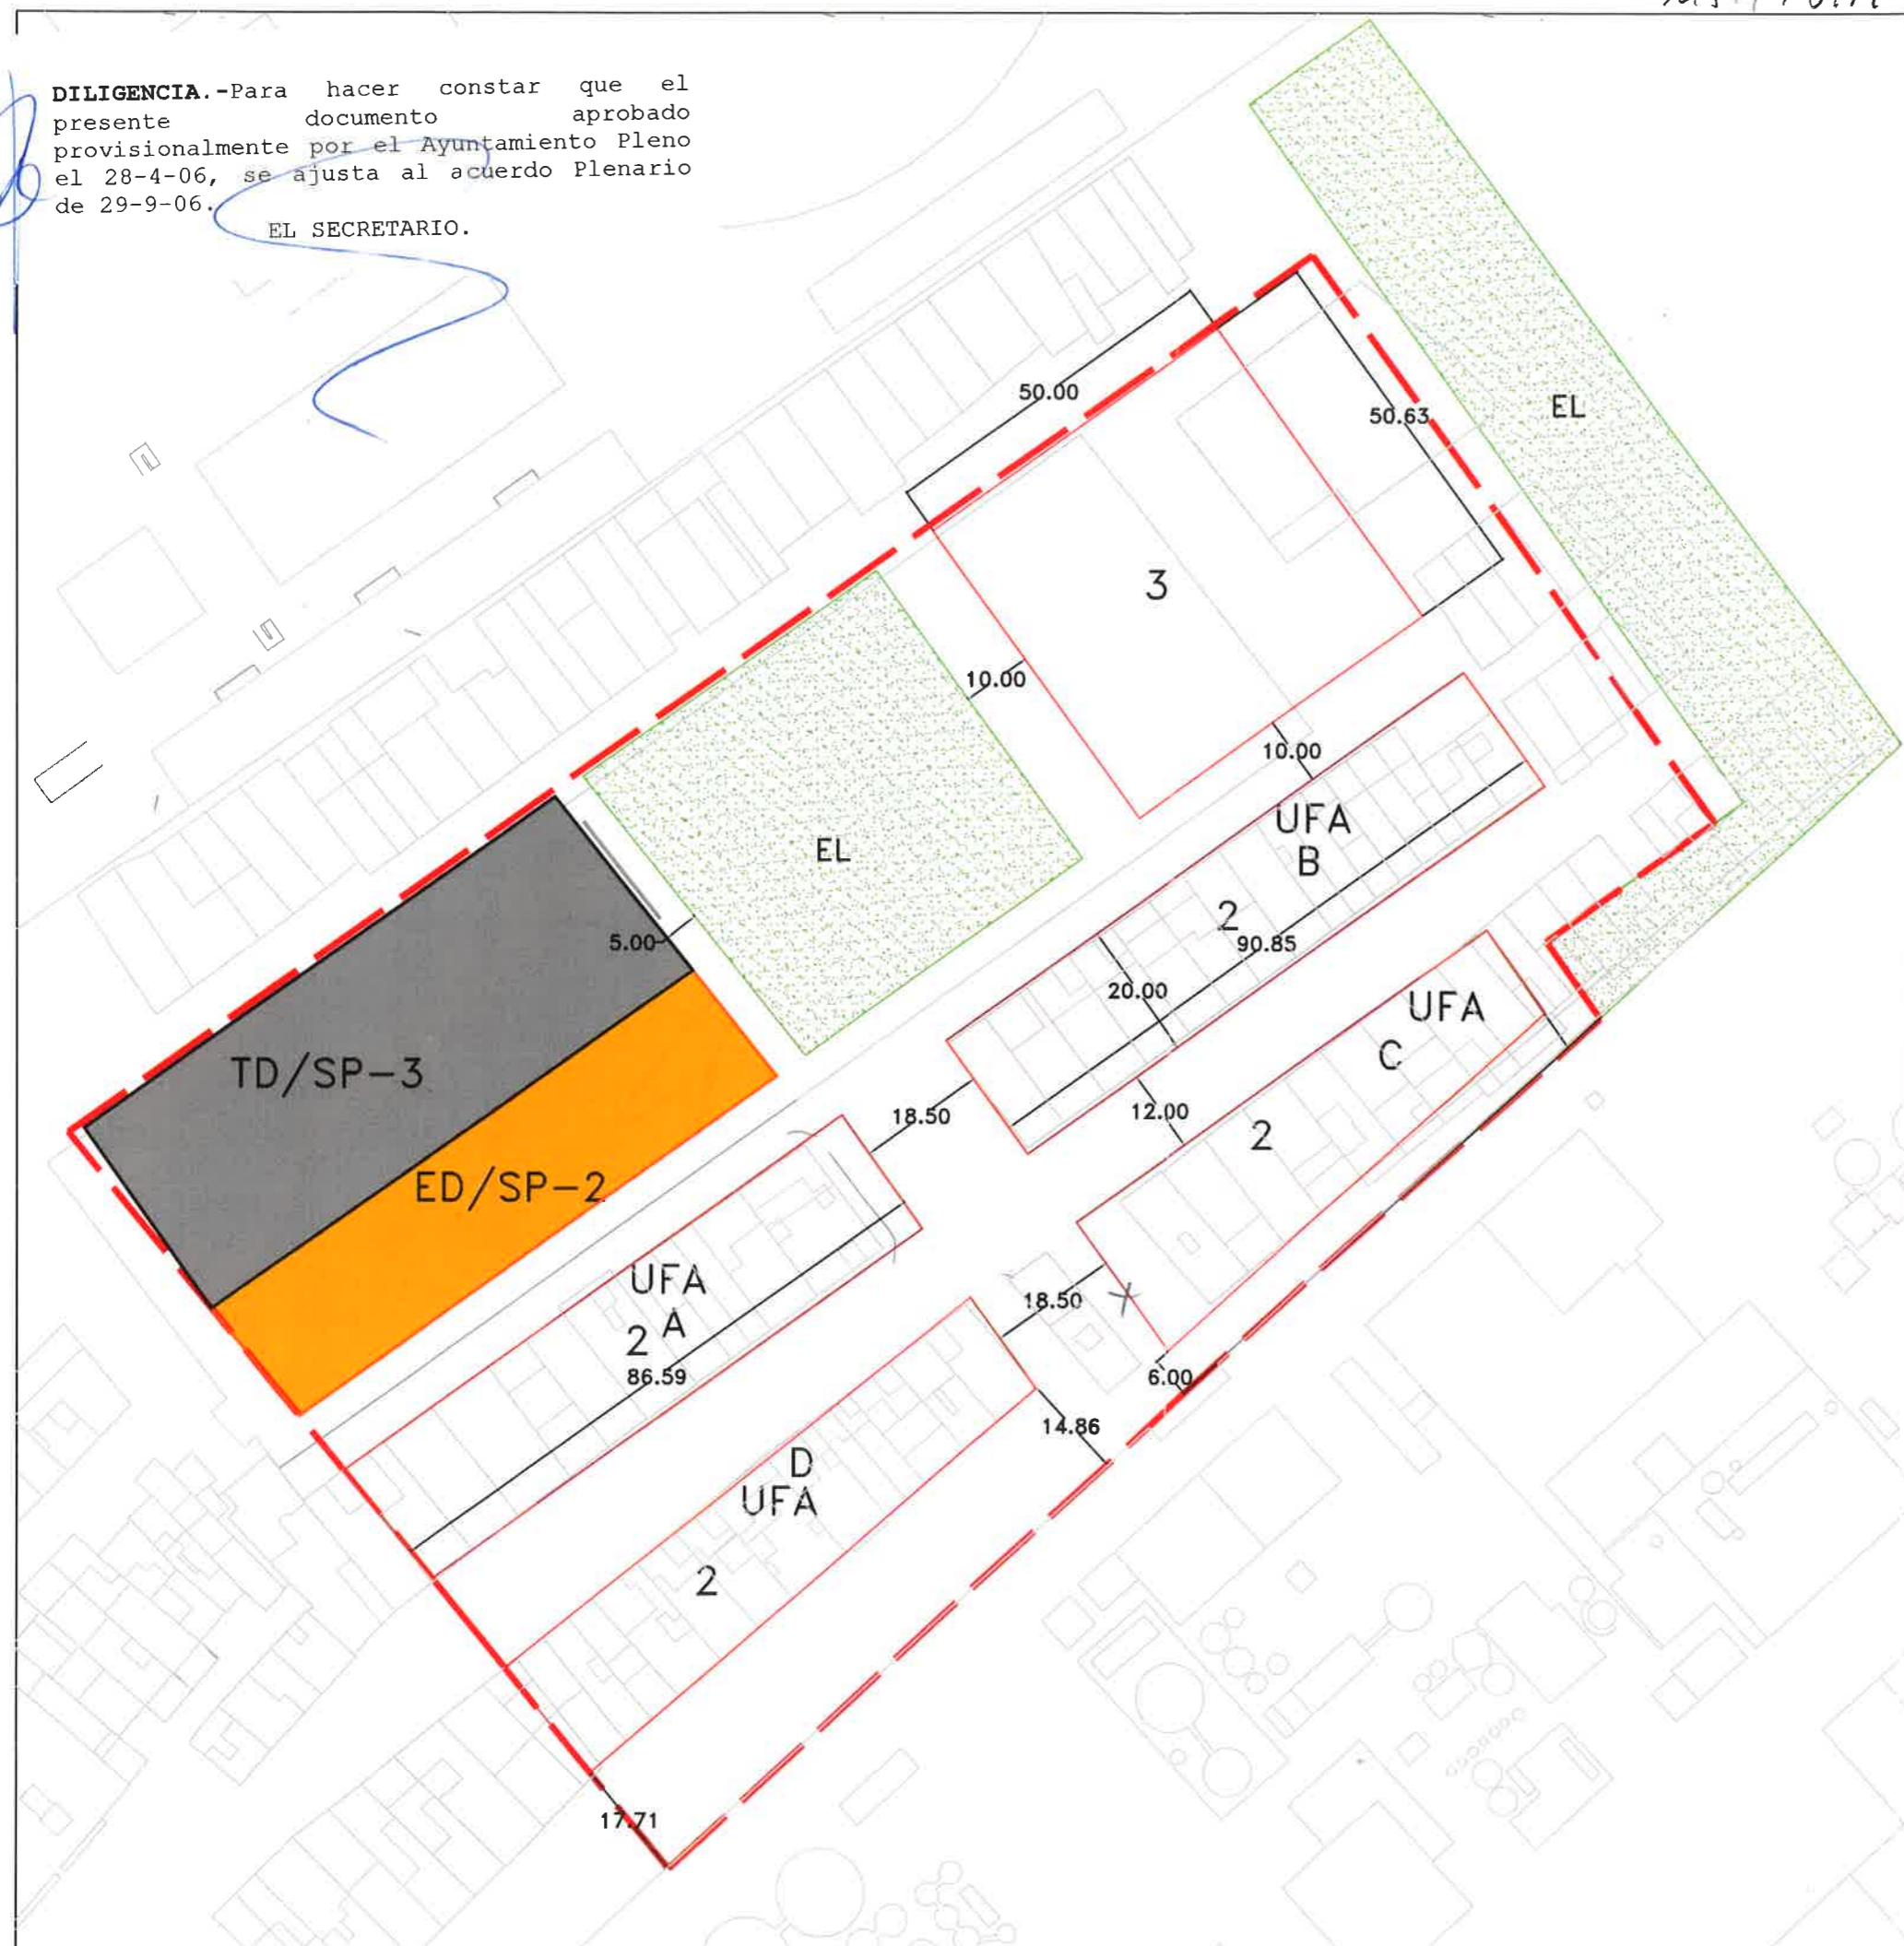 DILIGENCIA.-Para hacer constar que el
presente documento aprobado
provisionalmente por el Ayuntamiento Pleno
el 28-4-06, se ajusta al acuerdo Plenario
de 29-9-06.
EL SECRETARIO.
50.00
50.63
EL
3
10.00
10.00
UFA
B
2
90.85
20.00
EL
5.00
UFA
C
2
12.00
18.50
TD/SP-3
ED/SP-2
UFA
A
2
86.59
18.50
6.00
14.86
D
UFA
2
17.71